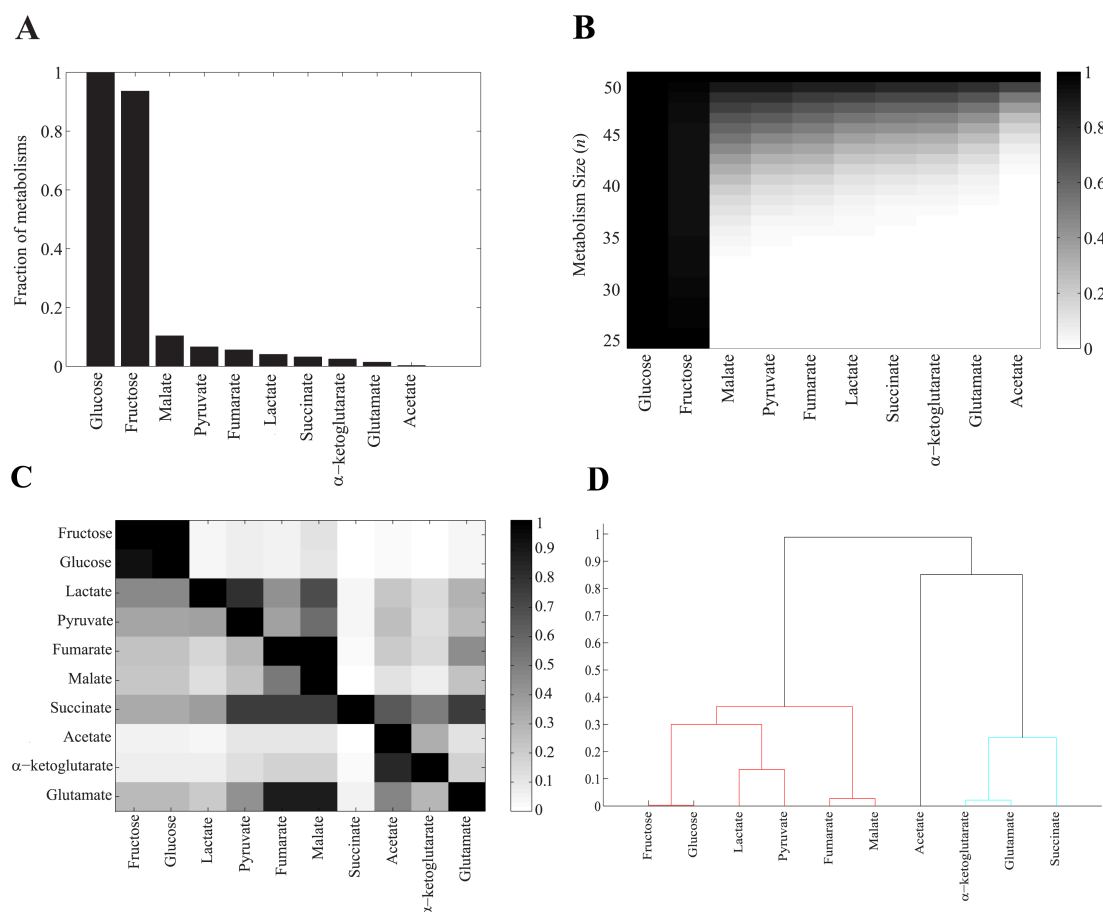 A
Fraction of metabolisms
1
0.8
0.6
0.4
0.2
0
Glucose
Fructose
Malate
Pyruvate
Fumarate
Lactate
Succinate
α−ketoglutarate
Glutamate
Acetate
B
Metabolism Size (n)
50
45
40
35
30
25
Glucose
Fructose
Malate
Pyruvate
Fumarate
Lactate
Succinate
α−ketoglutarate
Glutamate
Acetate
1
0.8
0.6
0.4
0.2
0
C
Fructose
Glucose
Lactate
Pyruvate
Fumarate
Malate
Succinate
Acetate
α−ketoglutarate
Glutamate
Fructose
Glucose
Lactate
Pyruvate
Fumarate
Malate
Succinate
Acetate
α−ketoglutarate
Glutamate
1
0.9
0.8
0.7
0.6
0.5
0.4
0.3
0.2
0.1
0
D
1
0.9
0.8
0.7
0.6
0.5
0.4
0.3
0.2
0.1
0
Fructose
Glucose
Lactate
Pyruvate
Fumarate
Malate
Acetate
α−ketoglutarate
Glutamate
Succinate